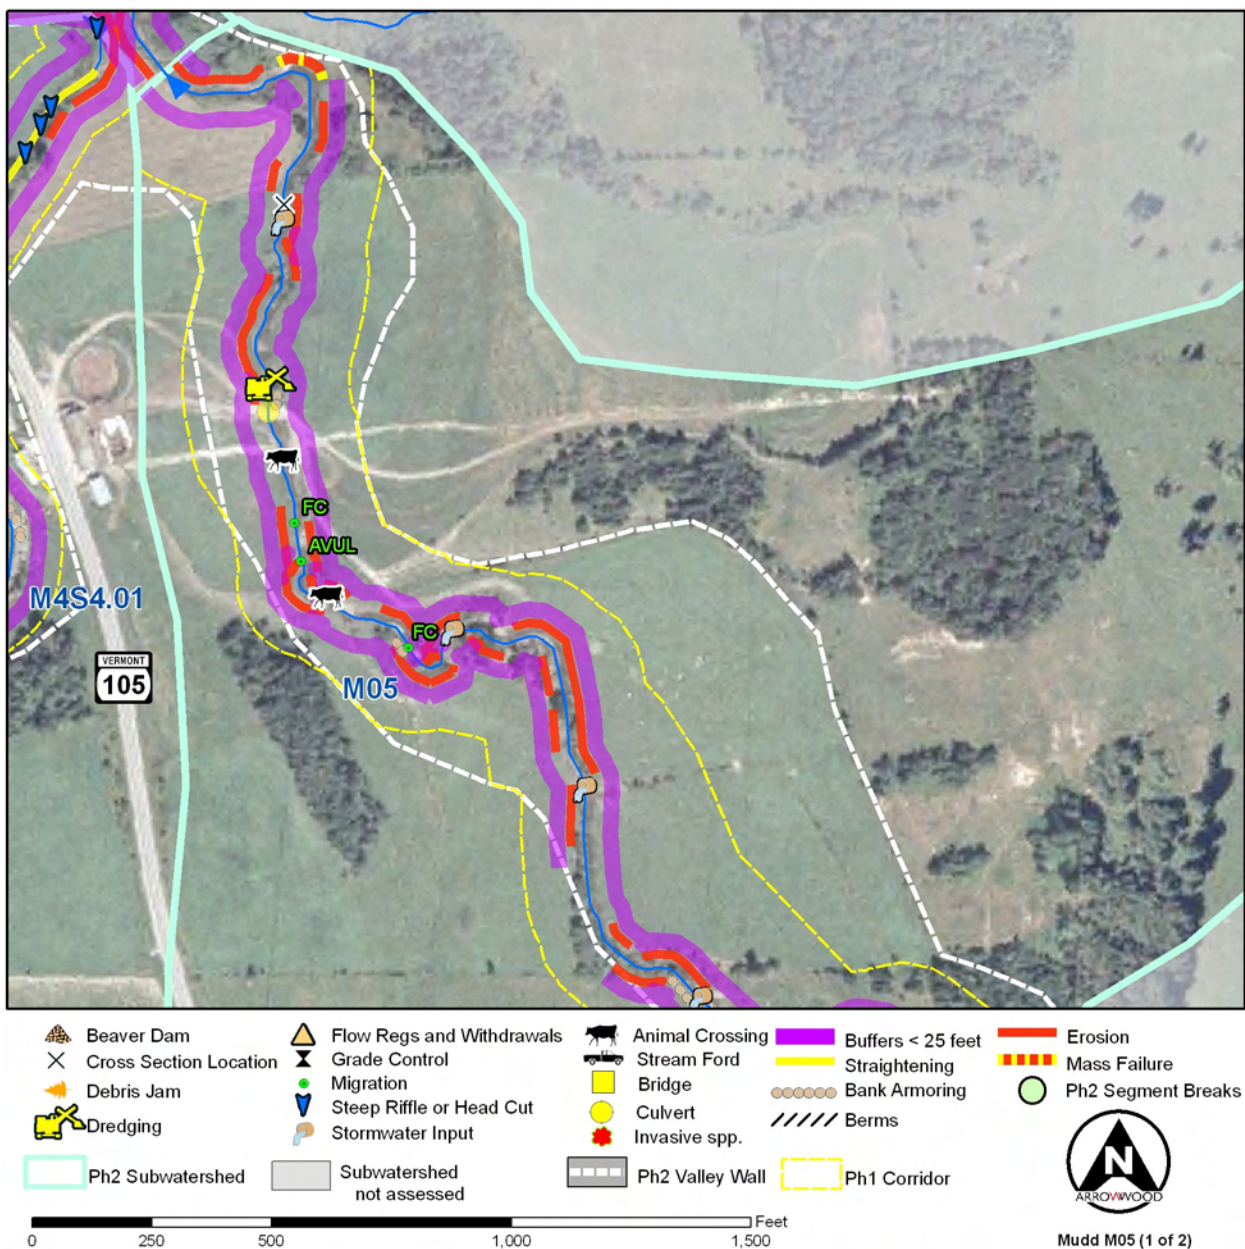 FC
AVUL
M4S4.01
FC
VERMONT
105
M05
Beaver Dam
Flow Regs and Withdrawals
Animal Crossing
Buffers < 25 feet
Erosion
Cross Section Location
Grade Control
Stream Ford
Straightening
Mass Failure
Debris Jam
Migration
Bridge
Bank Armoring
Ph2 Segment Breaks
Dredging
Steep Riffle or Head Cut
Culvert
Berms
Stormwater Input
Invasive spp.
N
Ph2 Subwatershed
Subwatershed
not assessed
Ph2 Valley Wall
Ph1 Corridor
ARROWWOOD
Feet
0 250 500 1,000 1,500
Mudd M05 (1 of 2)